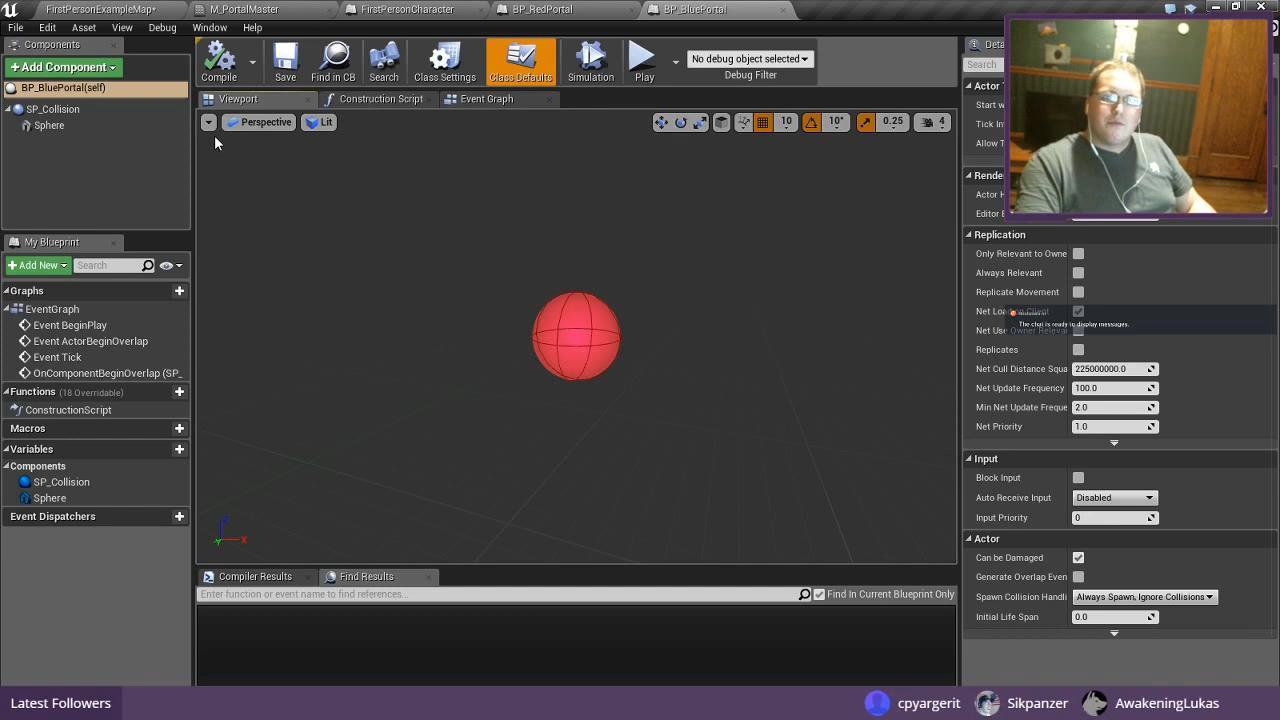 FirstPersonExampleMap*
M_PortalMaster
FirstPersonCharacter
BP_RedPortal
BP_BluePortal
File Edit Asset View Debug Window Help
Components
+Add Component
BP_BluePortal(self)
SP_Collision
Sphere
My Blueprint
+Add New
Search
Graphs
EventGraph
Event BeginPlay
Event ActorBeginOverlap
Event Tick
OnComponentBeginOverlap (SP_
Functions (18 Overridable)
ConstructionScript
Macros
Variables
Components
SP_Collision
Sphere
Event Dispatchers
Compile
Save
Find in CB
Search
Class Settings
Class Defaults
Simulation
Play
No debug object selected
Debug Filter
Viewport
Construction Script
Event Graph
Perspective
Lit
10
10°
0.25
4
Z
Y
X
Compiler Results
Find Results
Enter function or event name to find references...
Find In Current Blueprint Only
Deta
Search
Actor T
Start w
Tick In
Allow T
Rende
Actor H
Editor B
Replication
Only Relevant to Owne
Always Relevant
Replicate Movement
Net Load on Client
The chat is ready to display messages.
Net Use Owner Releva
Replicates
Net Cull Distance Squa 225000000.0
Net Update Frequency 100.0
Min Net Update Freque 2.0
Net Priority 1.0
Input
Block Input
Auto Receive Input Disabled
Input Priority 0
Actor
Can be Damaged
Generate Overlap Even
Spawn Collision Handli Always Spawn, Ignore Collisions
Initial Life Span 0.0
Latest Followers
cpyargerit
Sikpanzer
AwakeningLukas